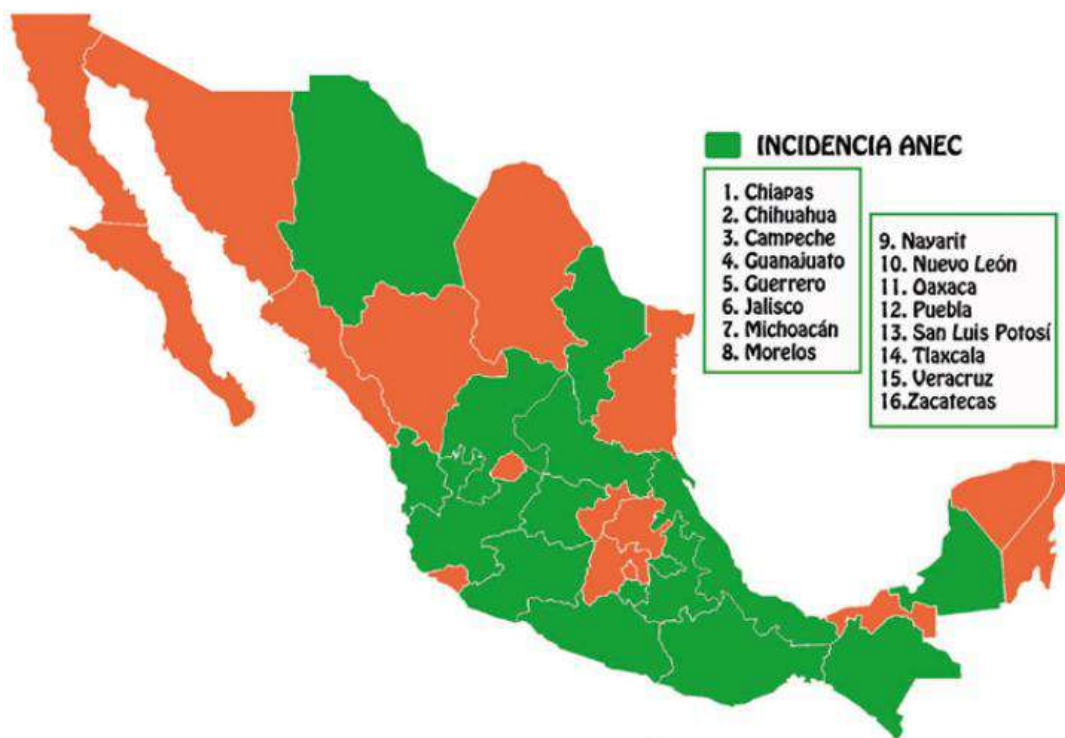 INCIDENCIA ANEC
1. Chiapas
2. Chihuahua
3. Campeche
4. Guanajuato
5. Guerrero
6. Jalisco
7. Michoacán
8. Morelos
9. Nayarit
10. Nuevo León
11. Oaxaca
12. Puebla
13. San Luis Potosí
14. Tlaxcala
15. Veracruz
16.Zacatecas